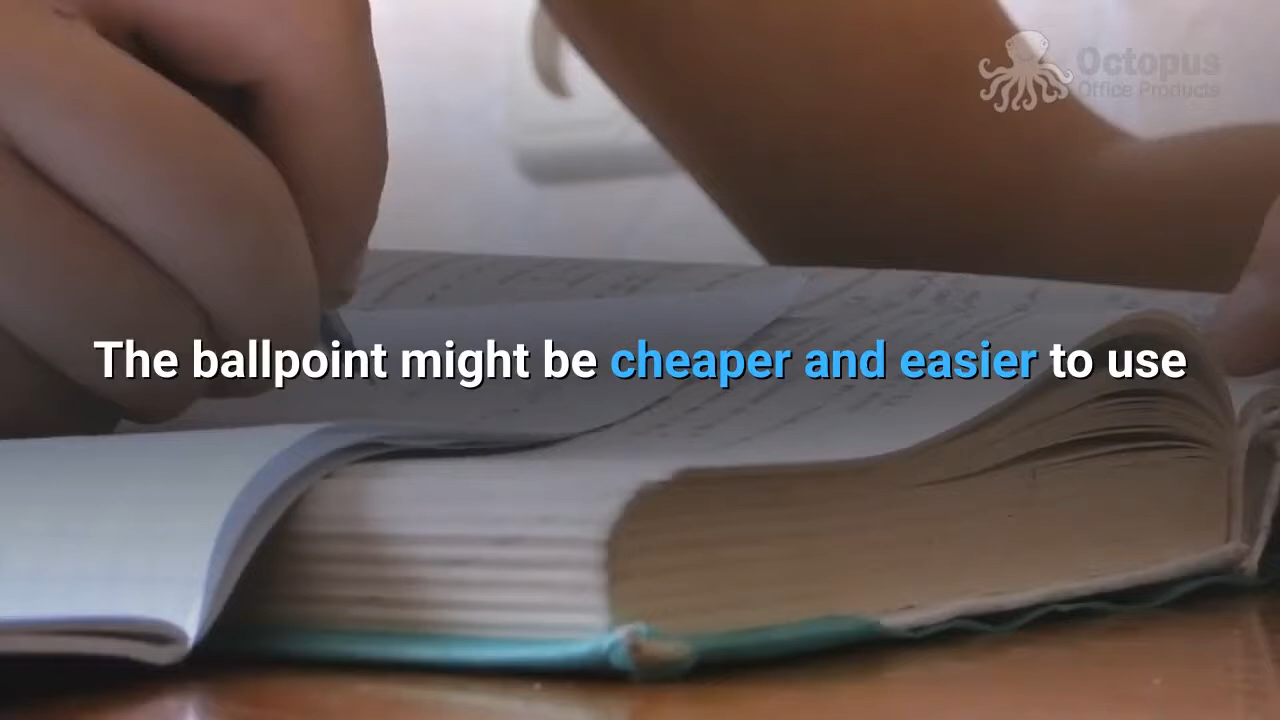 Octopus
Office Products
The ballpoint might be cheaper and easier to use